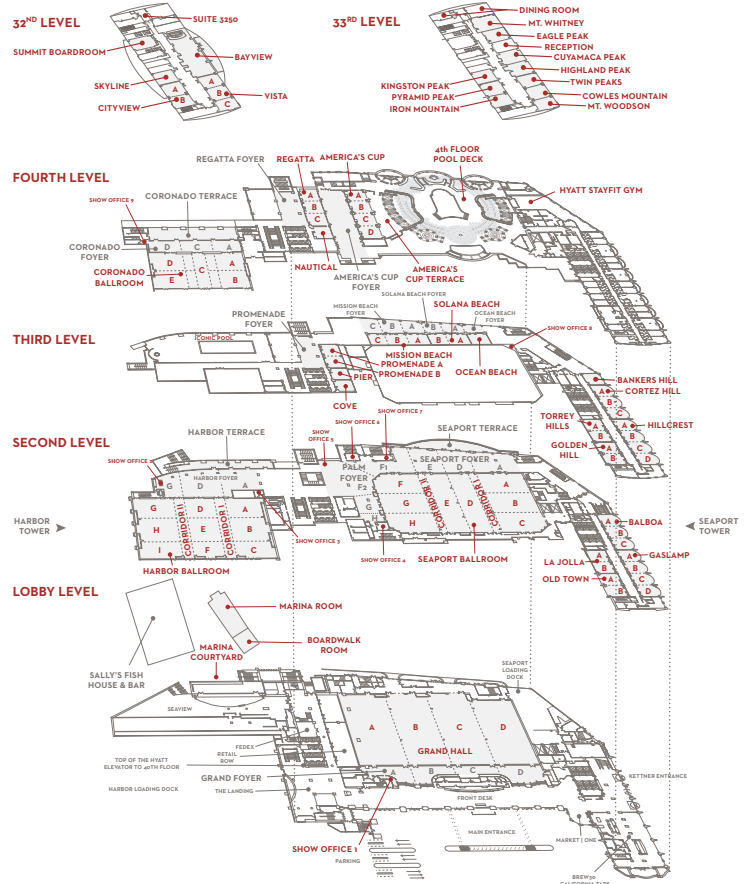 32ND LEVEL
SUITE 3250
SUMMIT BOARDROOM
BAYVIEW
SKYLINE
A
B
CITYVIEW
A
B
C
VISTA
33RD LEVEL
DINING ROOM
MT. WHITNEY
EAGLE PEAK
RECEPTION
CUYAMACA PEAK
HIGHLAND PEAK
TWIN PEAKS
COWLES MOUNTAIN
MT. WOODSON
KINGSTON PEAK
PYRAMID PEAK
IRON MOUNTAIN
FOURTH LEVEL
REGATTA FOYER
REGATTA
AMERICA'S CUP
4th FLOOR
POOL DECK
HYATT STAYFIT GYM
SHOW OFFICE 9
CORONADO TERRACE
A
B
C
A
B
C
D
CORONADO
FOYER
D C A
D
C
A
E
B
CORONADO
BALLROOM
NAUTICAL
AMERICA'S CUP
FOYER
AMERICA'S
CUP TERRACE
THIRD LEVEL
PROMENADE
FOYER
SOLANA BEACH FOYER
MISSION BEACH
FOYER
SOLANA BEACH
OCEAN BEACH
FOYER
SHOW OFFICE 8
ICONIC POOL
C B A B A
C B A B A
MISSION BEACH
PROMENADE A
PROMENADE B
OCEAN BEACH
PIER
COVE
BANKERS HILL
CORTEZ HILL
A
B
C
TORREY
HILLS
A
B
HILLCREST
A
B
C
D
GOLDEN
HILL
A
B
SECOND LEVEL
HARBOR TERRACE
SHOW OFFICE 5
SHOW OFFICE 6
SHOW OFFICE 7
SEAPORT TERRACE
HARBOR FOYER
G D A
PALM
FOYER
F1
F2
SEAPORT FOYER
E D A
G
H
G D A
H E B
I F C
CORRIDOR II
CORRIDOR I
F
G
H
E
D
A
B
C
CORRIDOR II
CORRIDOR I
HARBOR
TOWER
SEAPORT
TOWER
SHOW OFFICE 3
SHOW OFFICE 4
HARBOR BALLROOM
SEAPORT BALLROOM
BALBOA
A
B
C
LA JOLLA
A
B
GASLAMP
A
B
C
D
OLD TOWN
A
B
LOBBY LEVEL
MARINA ROOM
BOARDWALK
ROOM
SALLY'S FISH
HOUSE & BAR
MARINA
COURTYARD
SEAPORT
LOADING
DOCK
SEAVIEW
A B C D
GRAND HALL
FEDEX
RETAIL
ROW
TOP OF THE HYATT
ELEVATOR TO 40TH FLOOR
GRAND FOYER
A B C D
HARBOR LOADING DOCK
THE LANDING
FRONT DESK
KETTNER ENTRANCE
MAIN ENTRANCE
MARKET | ONE
SHOW OFFICE 1
PARKING
BREW30
CALIFORNIA TAPS